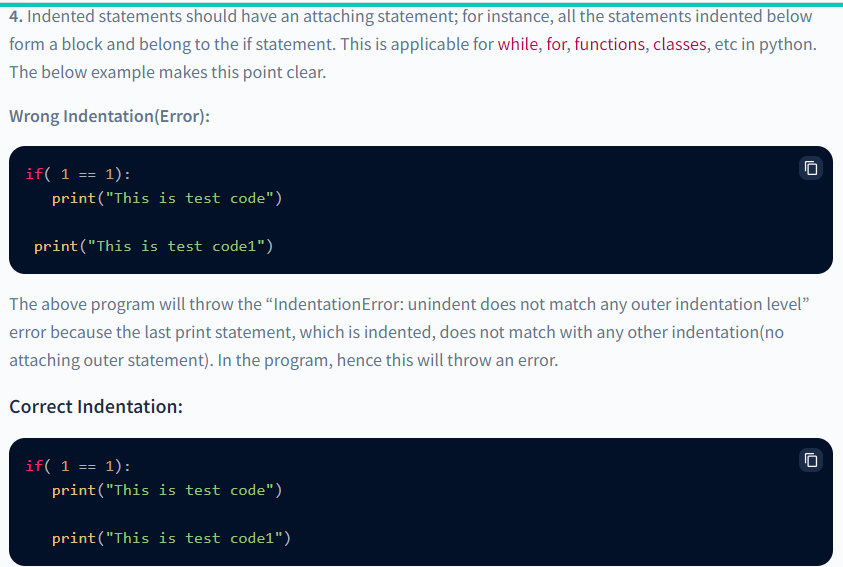 4. Indented statements should have an attaching statement; for instance, all the statements indented below
form a block and belong to the if statement. This is applicable for while, for, functions, classes, etc in python.
The below example makes this point clear.
Wrong Indentation(Error):
if( 1 == 1):
   print("This is test code")
 print("This is test code1")
The above program will throw the “IndentationError: unindent does not match any outer indentation level”
error because the last print statement, which is indented, does not match with any other indentation(no
attaching outer statement). In the program, hence this will throw an error.
Correct Indentation:
if( 1 == 1):
   print("This is test code")
   print("This is test code1")